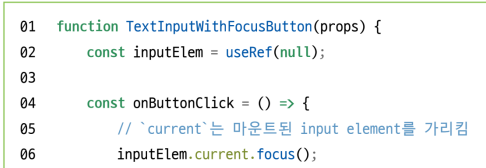 01 function TextInputWithFocusButton(props) {
02 const inputElem = useRef(null);
03
04 const onButtonClick = () => {
05 // `current`는 마운트된 input element를 가리킴
06 inputElem.current.focus();